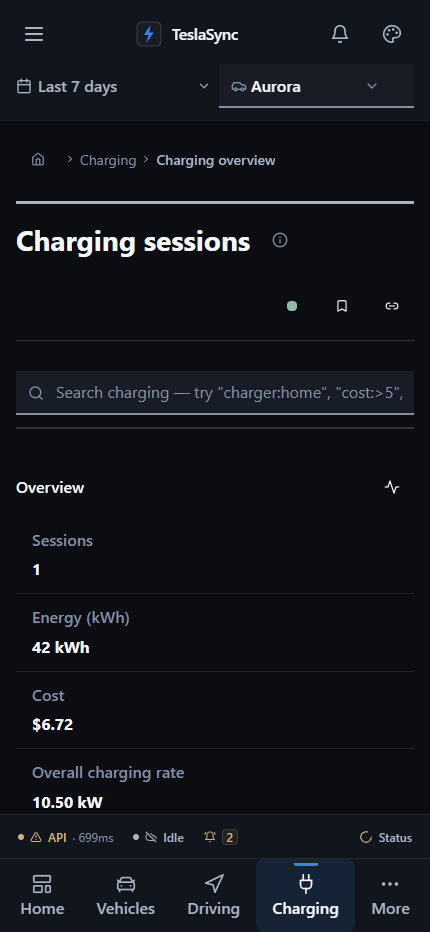 TeslaSync
Last 7 days
Aurora
Charging
Charging overview
Charging sessions
Search charging — try "charger:home", "cost:>5",
Overview
Sessions
1
Energy (kWh)
42 kWh
Cost
$6.72
Overall charging rate
10.50 kW
API · 699ms
Idle
2
Status
Home
Vehicles
Driving
Charging
More